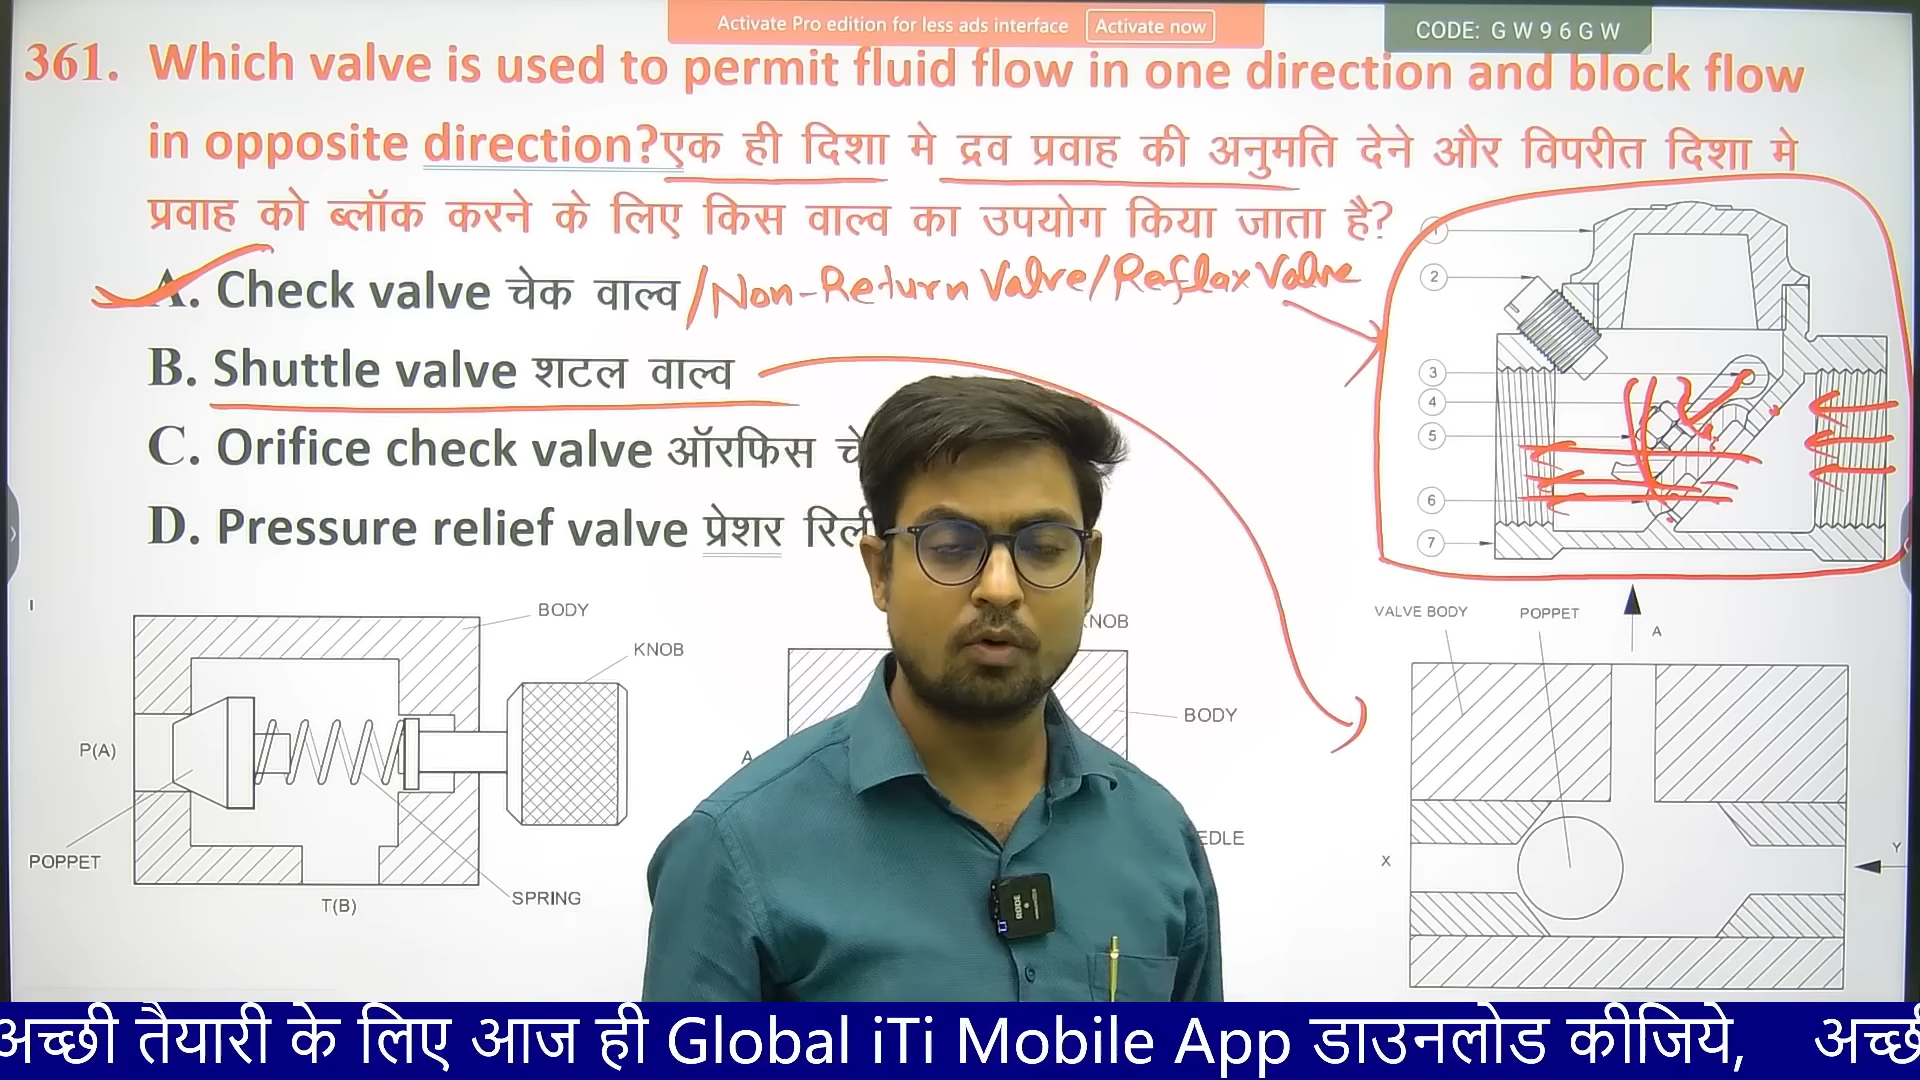 Activate Pro edition for less ads interface Activate now
CODE: G W 9 6 G W
361. Which valve is used to permit fluid flow in one direction and block flow
in opposite direction?एक ही दिशा मे द्रव प्रवाह की अनुमति देने और विपरीत दिशा मे
प्रवाह को ब्लॉक करने के लिए किस वाल्व का उपयोग किया जाता है?
A. Check valve चेक वाल्व /Non-Return Valve/Reflax Valve
B. Shuttle valve शटल वाल्व
C. Orifice check valve ऑरफिस
D. Pressure relief valve प्रेशर
1
2
3
4
5
6
7
BODY
KNOB
P(A)
POPPET
T(B)
SPRING
KNOB
BODY
A
VALVE BODY
POPPET
A
X
Y
RODE
अच्छी तैयारी के लिए आज ही Global iTi Mobile App डाउनलोड कीजिये,